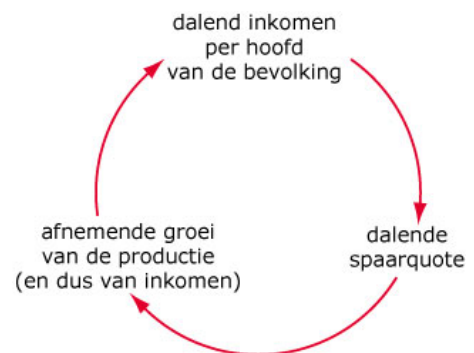 dalend inkomen
per hoofd
van de bevolking
dalende
spaarquote
afnemende groei
van de productie
(en dus van inkomen)